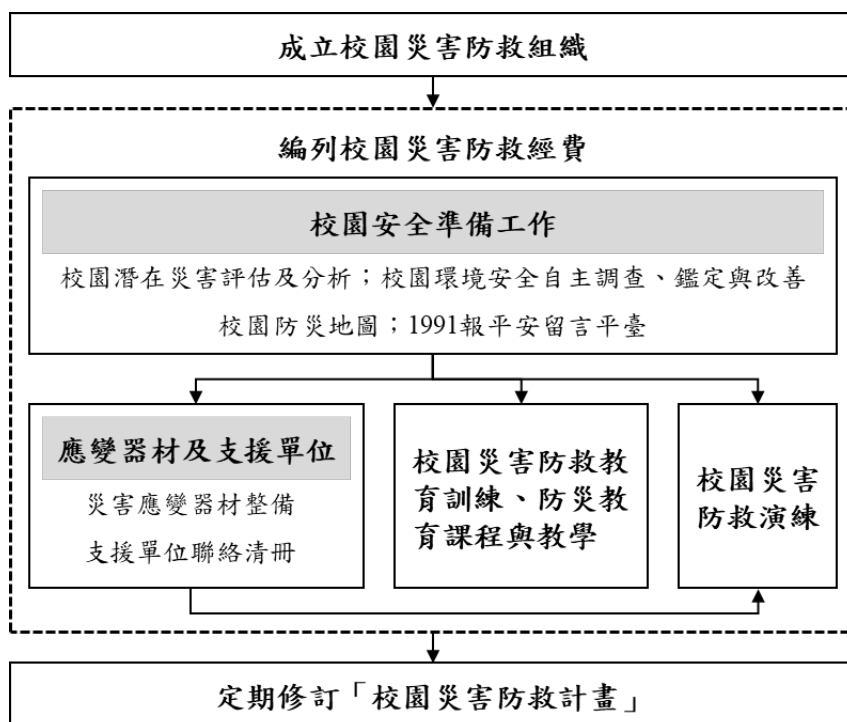 成立校園災害防救組織
編列校園災害防救經費
校園安全準備工作
校園潛在災害評估及分析；校園環境安全自主調查、鑑定與改善
校園防災地圖；1991報平安留言平臺
應變器材及支援單位
災害應變器材整備
支援單位聯絡清冊
校園災害防救教
育訓練、防災教
育課程與教學
校園災害
防救演練
定期修訂「校園災害防救計畫」